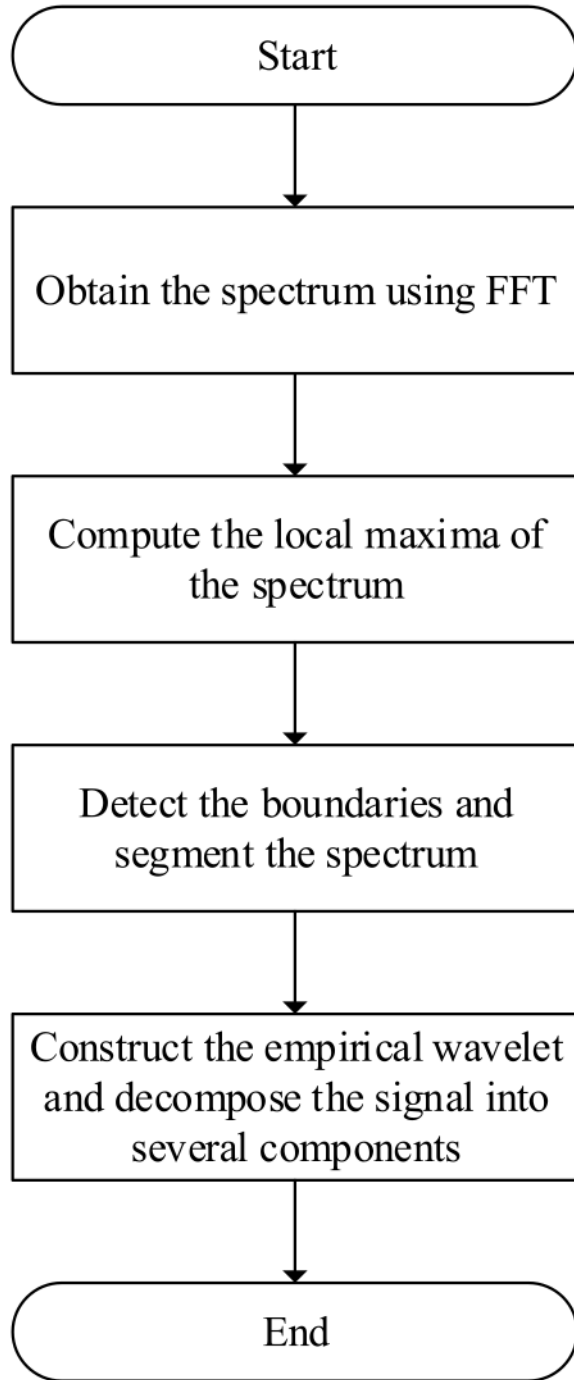 Start
Obtain the spectrum using FFT
Compute the local maxima of
the spectrum
Detect the boundaries and
segment the spectrum
Construct the empirical wavelet
and decompose the signal into
several components
End